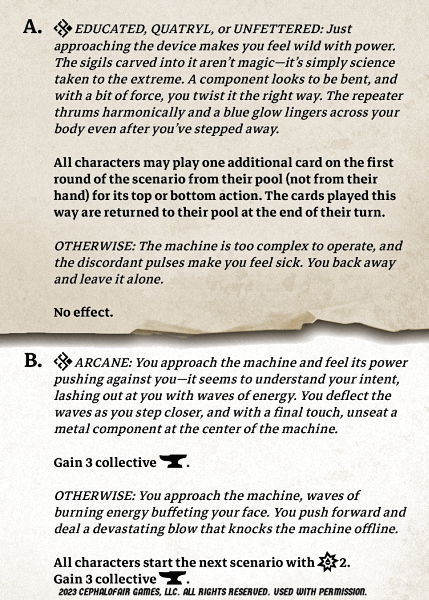 A. EDUCATED, QUATRYL, or UNFETTERED: Just
approaching the device makes you feel wild with power.
The sigils carved into it aren't magic—it's simply science
taken to the extreme. A component looks to be bent, and
with a bit of force, you twist it the right way. The repeater
thrums harmonically and a blue glow lingers across your
body even after you've stepped away.
All characters may play one additional card on the first
round of the scenario from their pool (not from their
hand) for its top or bottom action. The cards played this
way are returned to their pool at the end of their turn.
OTHERWISE: The machine is too complex to operate, and
the discordant pulses make you feel sick. You back away
and leave it alone.
No effect.
B. ARCANE: You approach the machine and feel its power
pushing against you—it seems to understand your intent,
lashing out at you with waves of energy. You deflect the
waves as you step closer, and with a final touch, unseat a
metal component at the center of the machine.
Gain 3 collective .
OTHERWISE: You approach the machine, waves of
burning energy buffeting your face. You push forward and
deal a devastating blow that knocks the machine offline.
All characters start the next scenario with 2.
Gain 3 collective .
2023 CEPHALOFAIR GAMES, LLC. ALL RIGHTS RESERVED. USED WITH PERMISSION.